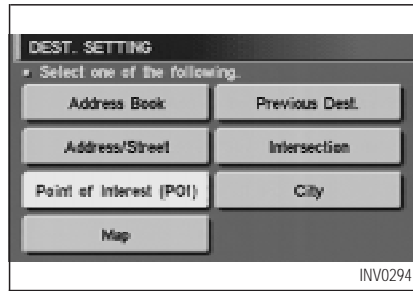 DEST. SETTING
Select one of the following.
Address Book
Previous Dest.
Address/Street
Intersection
Point of Interest (POI)
City
Map
INV0294